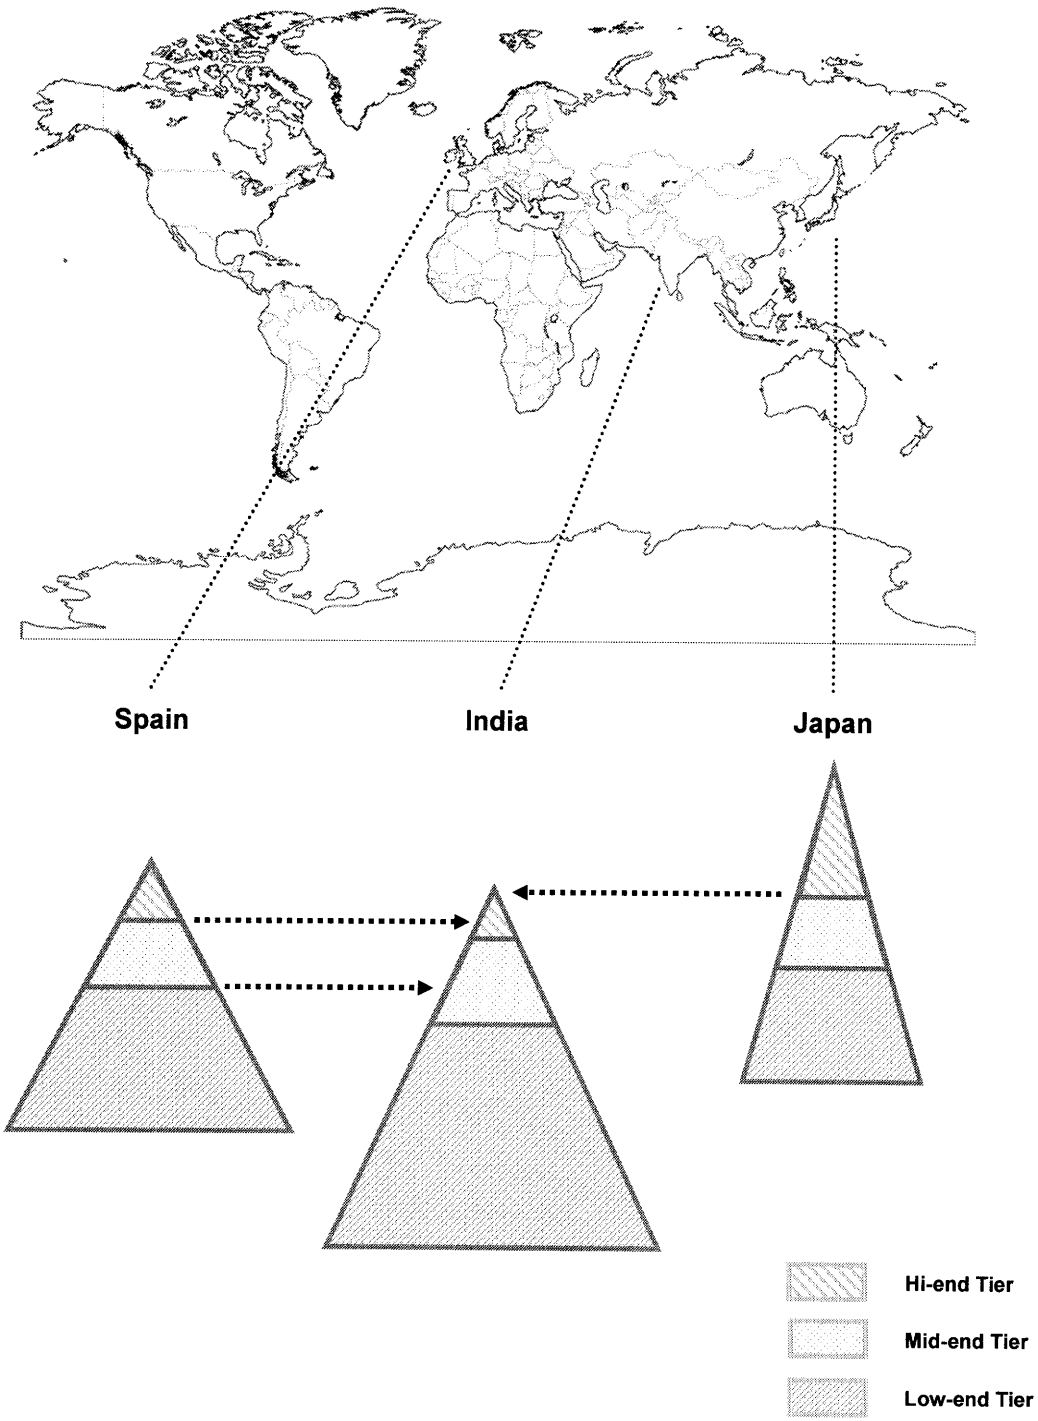 Spain
India
Japan
Hi-end Tier
Mid-end Tier
Low-end Tier